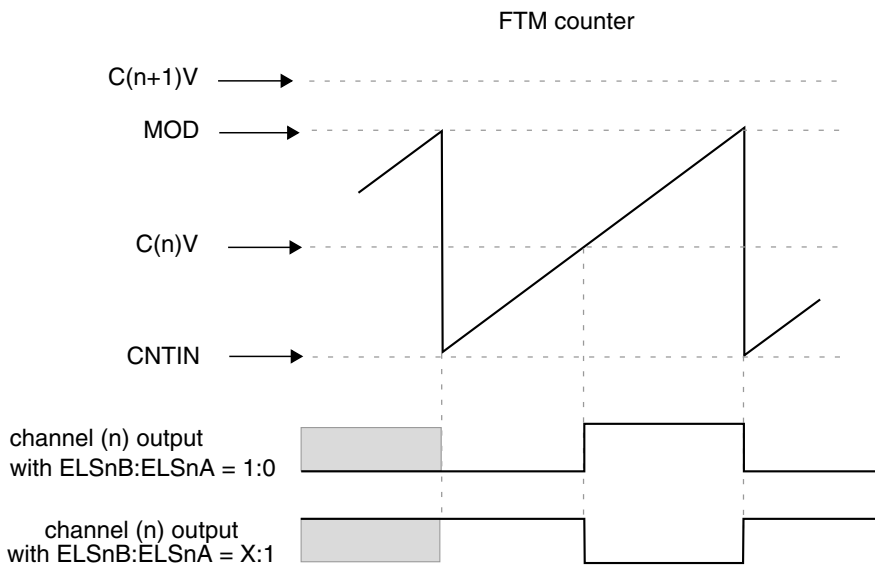 FTM counter
C(n+1)V
MOD
C(n)V
CNTIN
channel (n) output
with ELSnB:ELSnA = 1:0
channel (n) output
with ELSnB:ELSnA = X:1